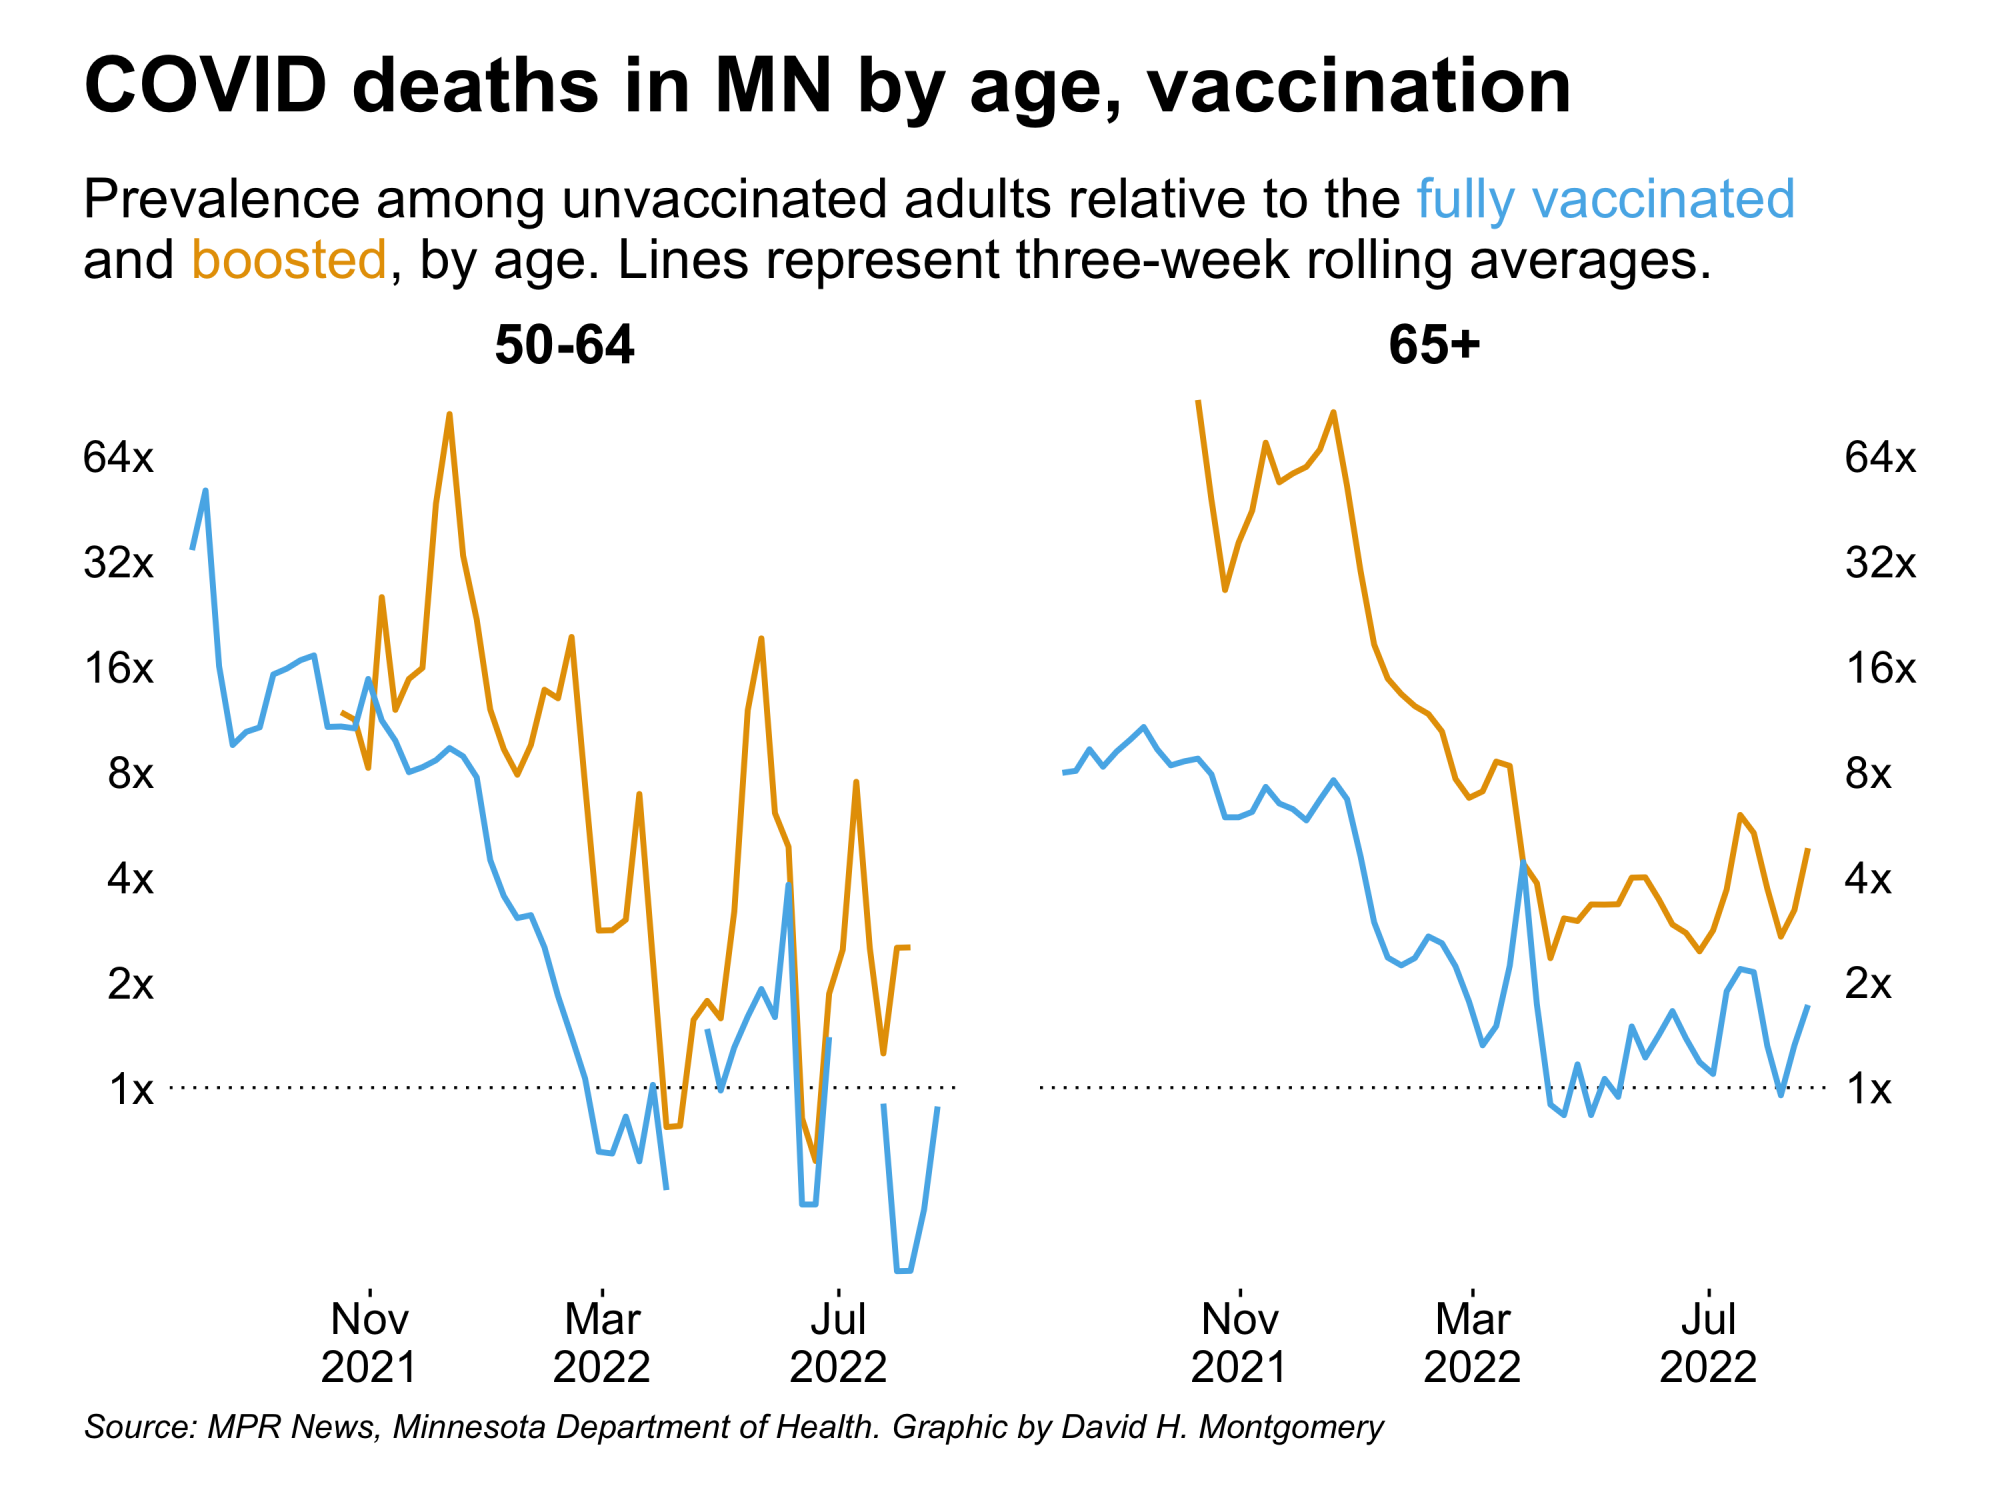 COVID deaths in MN by age, vaccination
Prevalence among unvaccinated adults relative to the fully vaccinated
and boosted, by age. Lines represent three-week rolling averages.
50-64
65+
64x
32x
16x
8x
4x
2x
1x
64x
32x
16x
8x
4x
2x
1x
Nov
2021
Mar
2022
Jul
2022
Nov
2021
Mar
2022
Jul
2022
Source: MPR News, Minnesota Department of Health. Graphic by David H. Montgomery